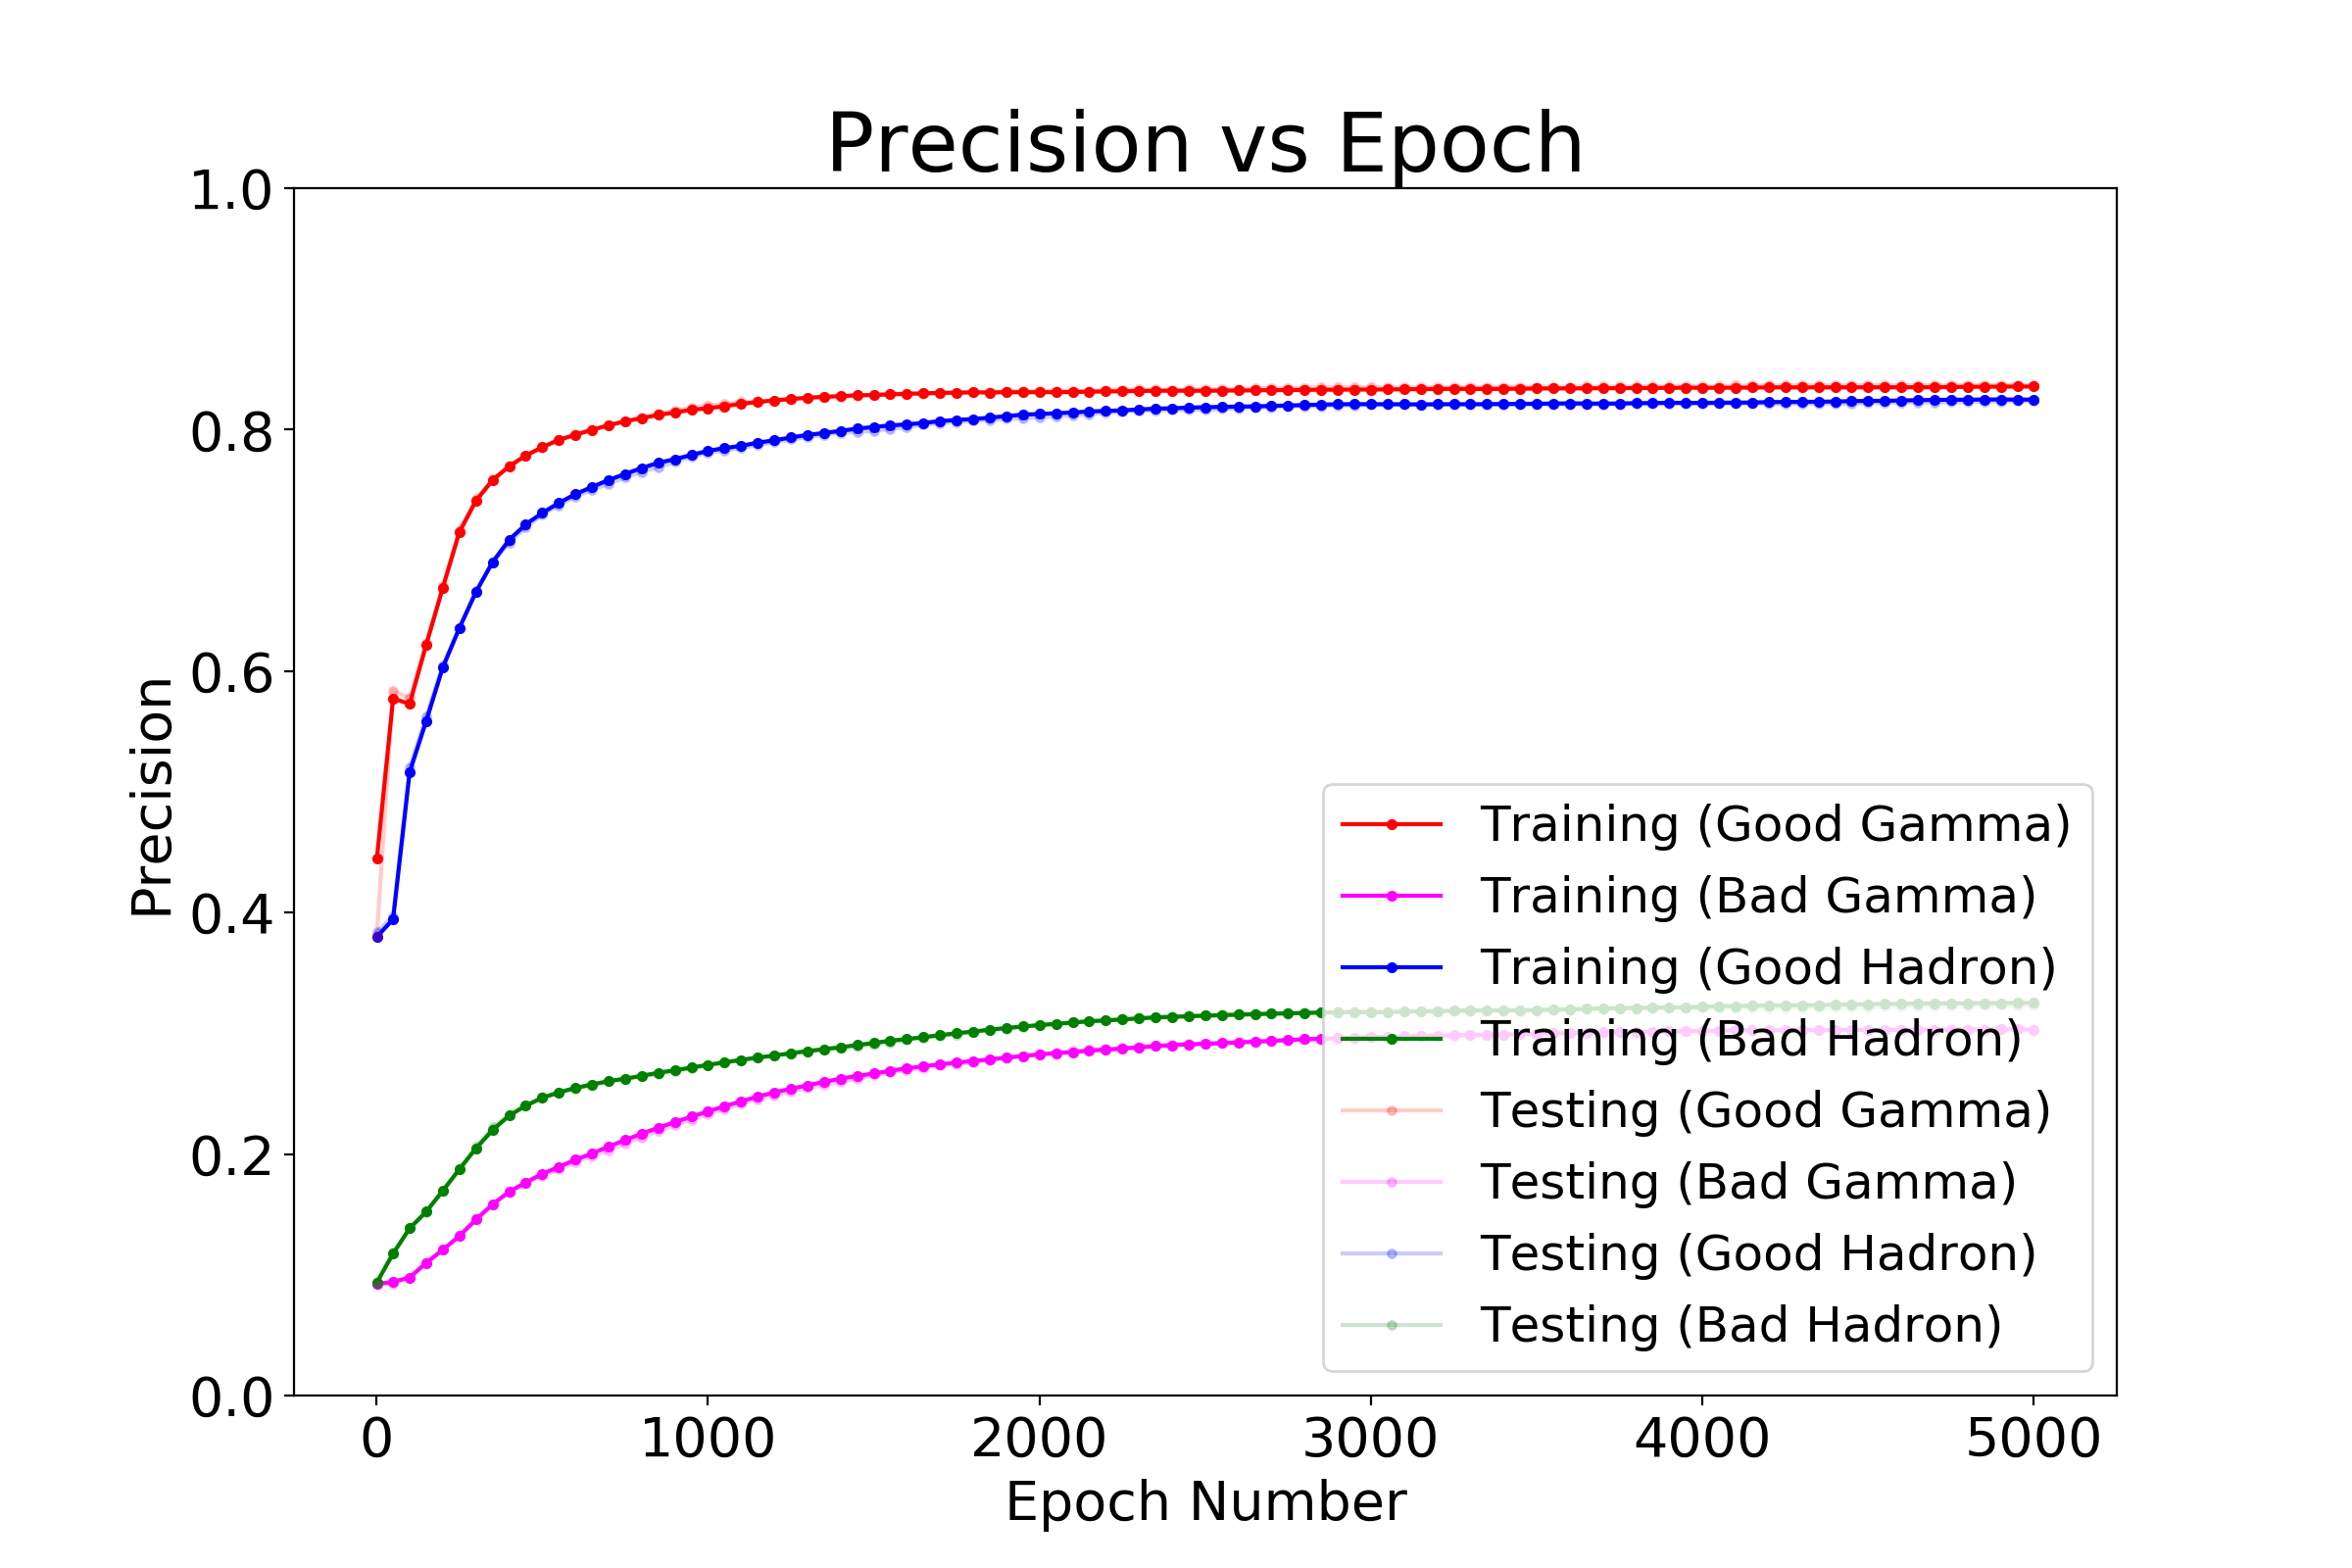 Precision vs Epoch
1.0
0.8
0.6
0.4
0.2
0.0
Precision
Training (Good Gamma)
Training (Bad Gamma)
Training (Good Hadron)
Training (Bad Hadron)
Testing (Good Gamma)
Testing (Bad Gamma)
Testing (Good Hadron)
Testing (Bad Hadron)
0 1000 2000 3000 4000 5000
Epoch Number